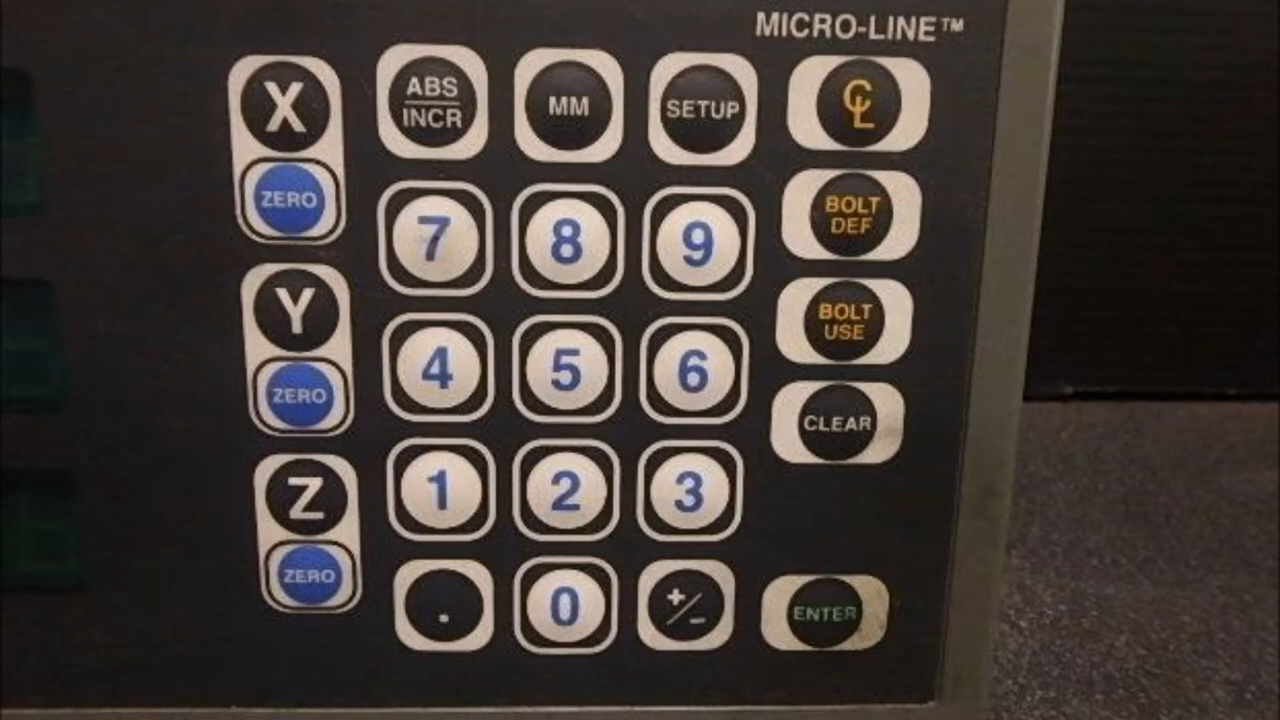 MICRO-LINE™
X ABS MM SETUP ℄
INCR
ZERO
7 8 9 BOLT
DEF
Y BOLT
USE
ZERO 4 5 6
CLEAR
Z 1 2 3
ZERO
. 0 +/- ENTER